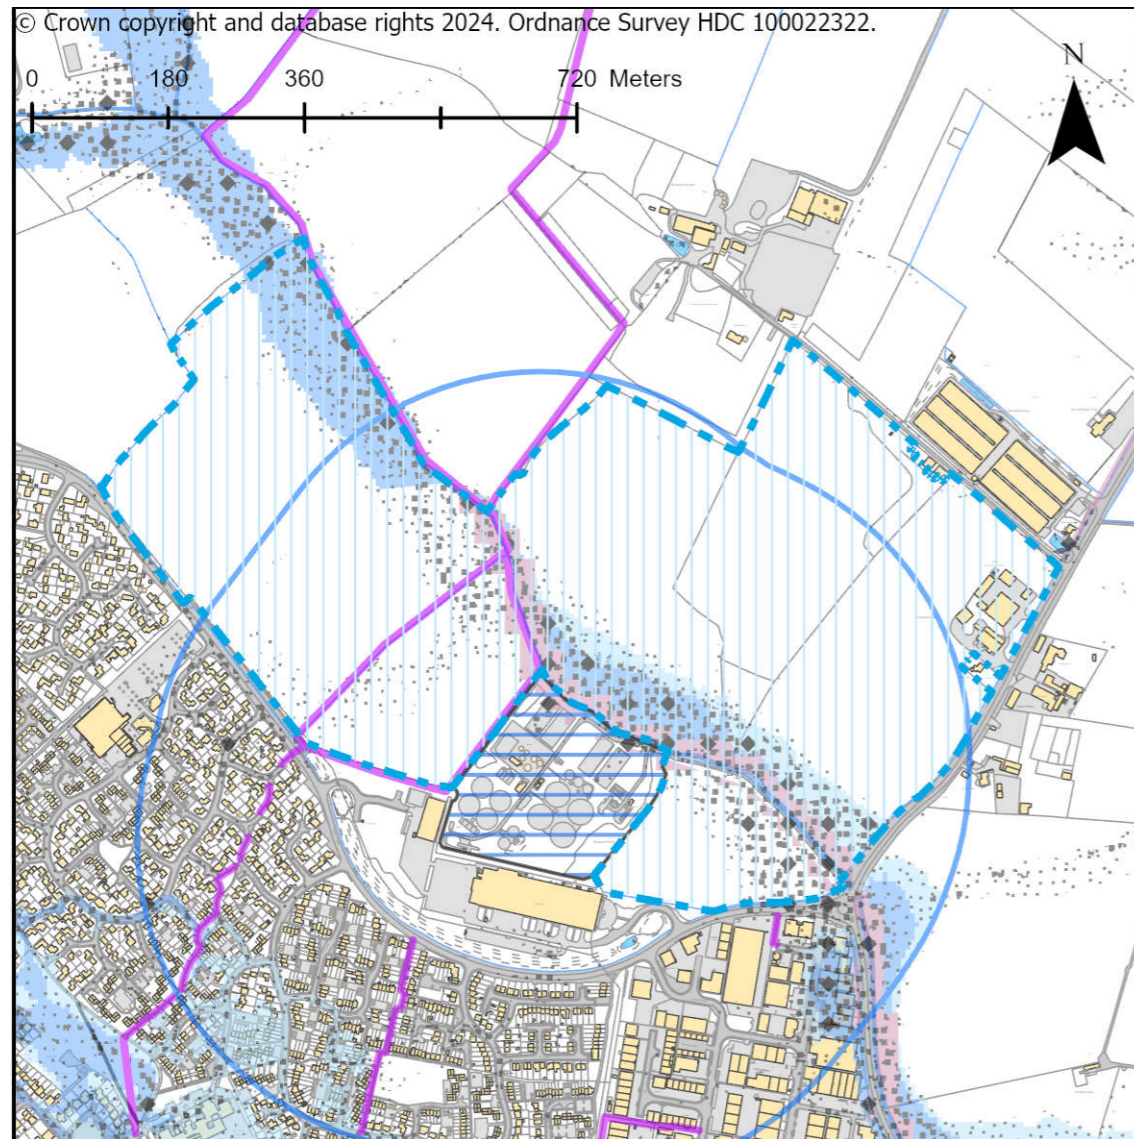 © Crown copyright and database rights 2024. Ordnance Survey HDC 100022322.
N
0 180 360 720 Meters